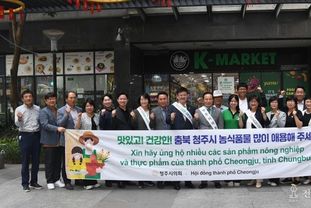 K-MARKET
맛있고! 건강한! 충북 청주시 농식품을 많이 애용해 주세
Xin hãy ủng hộ nhiều các sản phẩm nông nghiệp
và thực phẩm của thành phố Cheongju, tỉnh Chungbu
청주시의회 Hội đồng thành phố Cheongju